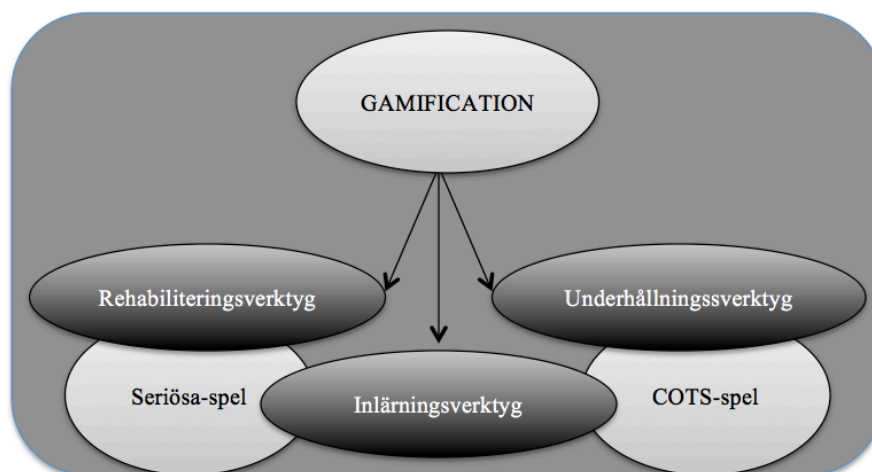 GAMIFICATION
Rehabiliteringsverktyg
Underhållningssverktyg
Seriösa-spel
Inlärningsverktyg
COTS-spel